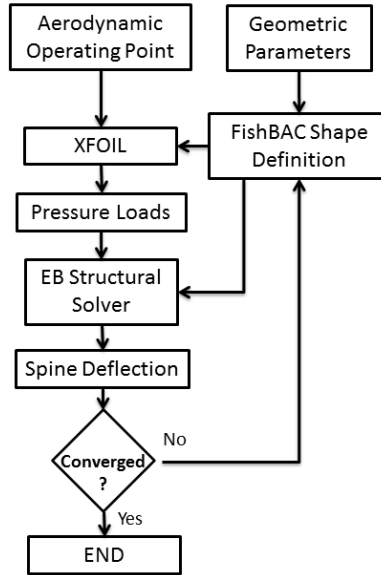 Aerodynamic
Operating Point
Geometric
Parameters
XFOIL
FishBAC Shape
Definition
Pressure Loads
EB Structural
Solver
Spine Deflection
Converged
?
No
Yes
END